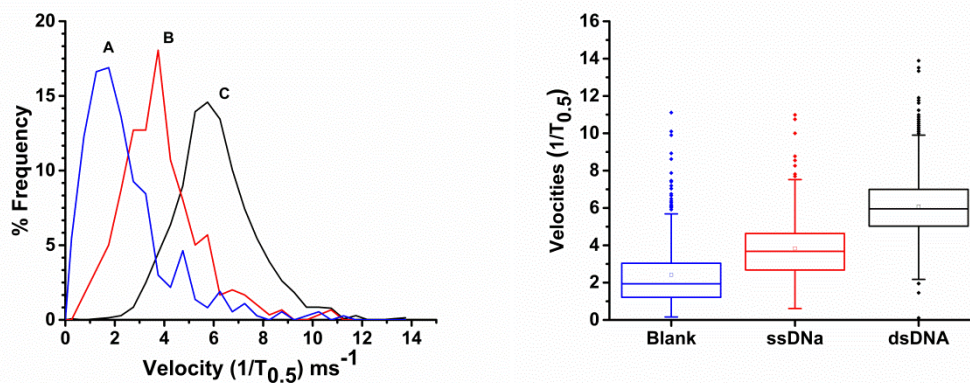 20
15
10
5
0
% Frequency
A
B
C
0 2 4 6 8 10 12 14
Velocity (1/T0.5) ms-1
16
14
12
10
8
6
4
2
0
Velocities (1/T0.5)
Blank ssDNa dsDNA